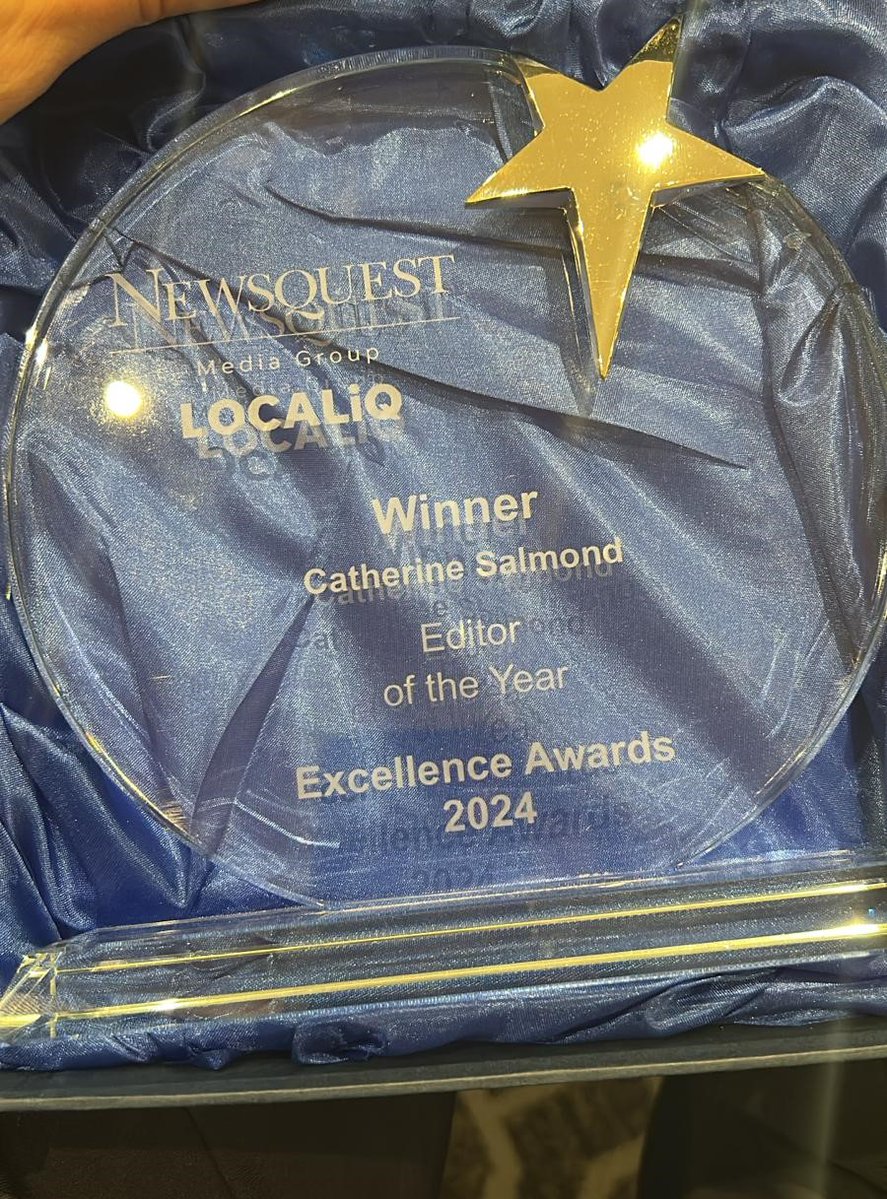 NEWSQUEST
Media Group
LOCALiQ
Winner
Catherine Salmond
Editor
of the Year
Excellence Awards
2024